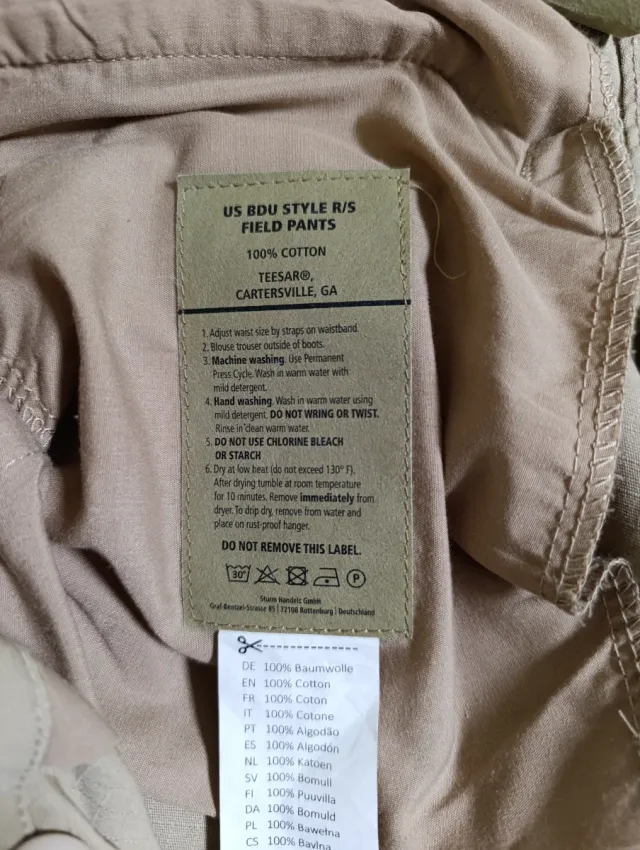 US BDU STYLE R/S
FIELD PANTS
100% COTTON
TEESAR®,
CARTERSVILLE, GA
1. Adjust waist size by straps on waistband.
2. Blouse trouser outside of boots.
3. Machine washing. Use Permanent
Press Cycle. Wash in warm water with
mild detergent.
4. Hand washing. Wash in warm water using
mild detergent. DO NOT WRING OR TWIST.
Rinse in clean warm water.
5. DO NOT USE CHLORINE BLEACH
OR STARCH
6. Dry at low heat (do not exceed 130° F).
After drying tumble at room temperature
for 10 minutes. Remove immediately from
dryer. To drip dry, remove from water and
place on rust-proof hanger.
DO NOT REMOVE THIS LABEL.
30° P
Sturm Handels GmbH
Graf-Bentzel-Strasse 85 | 72108 Rottenburg | Deutschland
DE 100% Baumwolle
EN 100% Cotton
FR 100% Coton
IT 100% Cotone
PT 100% Algodão
ES 100% Algodón
NL 100% Katoen
SV 100% Bomull
FI 100% Puuvilla
DA 100% Bomuld
PL 100% Bawełna
CS 100% Bavlna